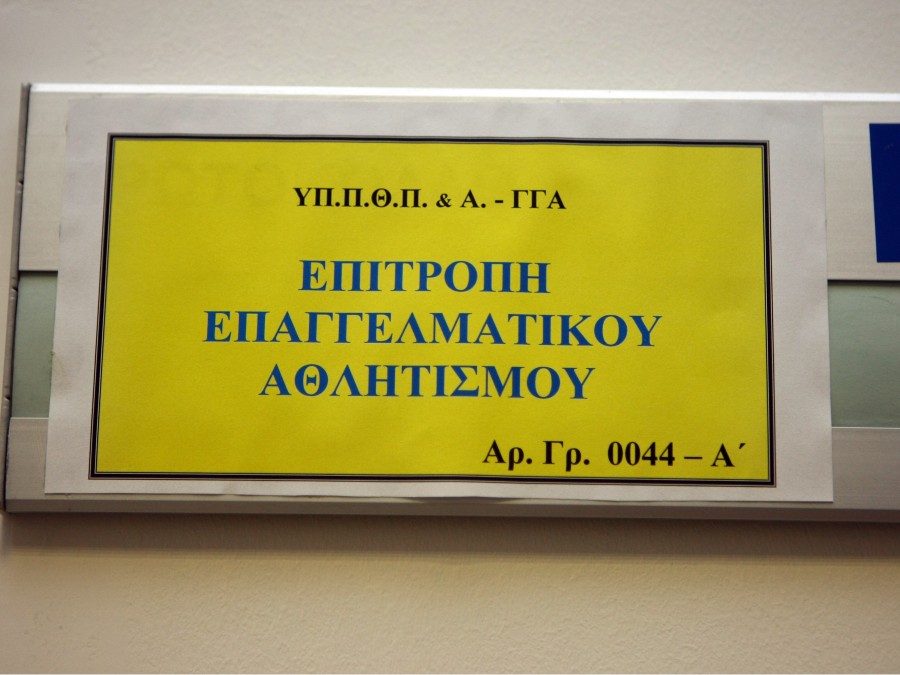 ΥΠ.Π.Θ.Π. & Α. - ΓΓΑ
ΕΠΙΤΡΟΠΗ
ΕΠΑΓΓΕΛΜΑΤΙΚΟΥ
ΑΘΛΗΤΙΣΜΟΥ
Αρ. Γρ. 0044 – Α΄